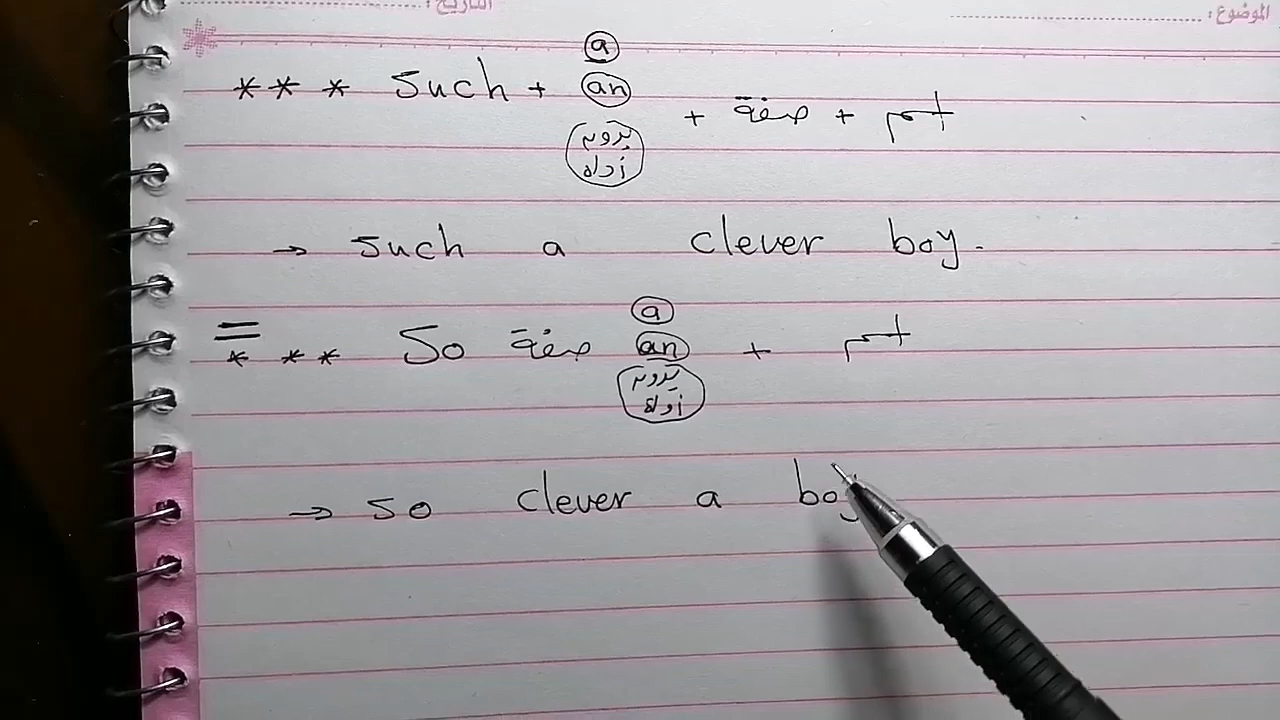 الموضوع: التاريخ:
a
*** Such + an + صفة + اسم
بدون
أداة
→ such a clever boy.
a
= *** So صفة an + اسم
بدون
أداة
→ so clever a boy